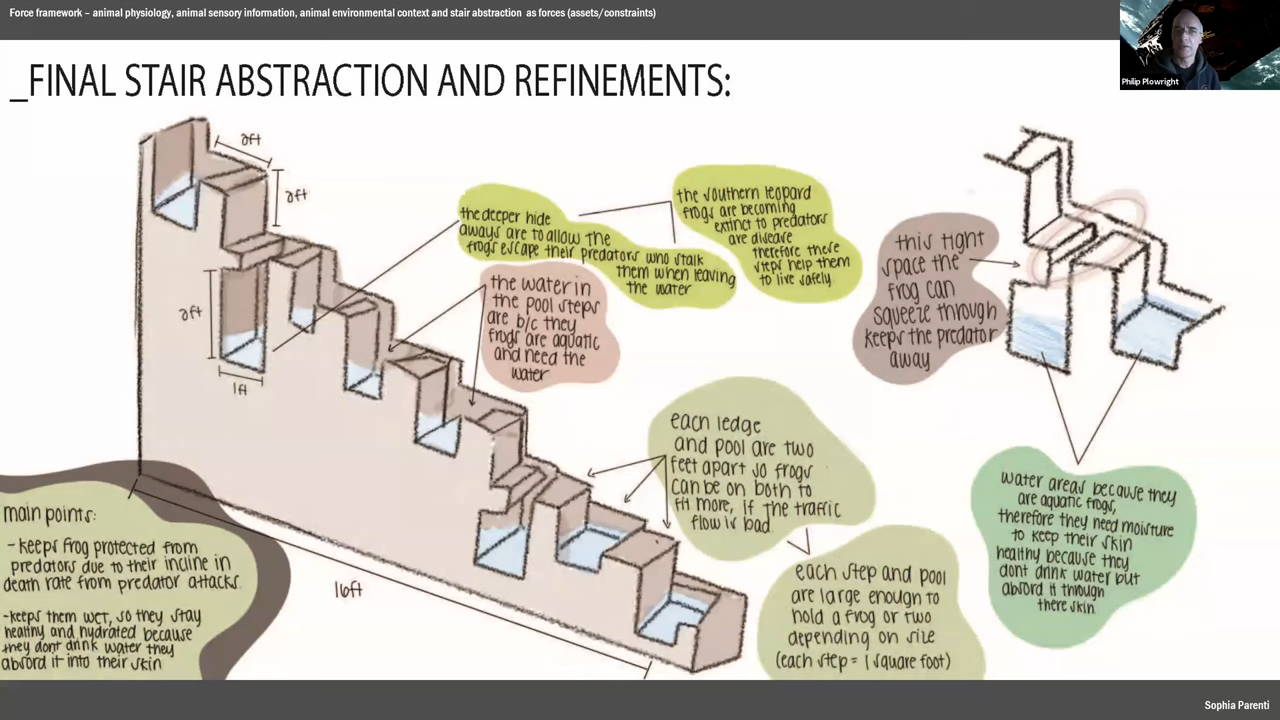 Force framework – animal physiology, animal sensory information, animal environmental context and stair abstraction as forces (assets/constraints)
Philip Plowright
_FINAL STAIR ABSTRACTION AND REFINEMENTS:
2ft
2ft
2ft
1ft
16ft
the deeper hide
aways are to allow the
frogs escape their predators who stalk
them when leaving
the water
the southern leopard
frogs are becoming
extinct to predators
are disease
therefore these
steps help them
to live safely.
the water in
the pool steps
are b/c they
frogs are aquatic
and need the
water
this tight
space the
frog can
squeeze through
keeps the predator
away
each ledge
and pool are two
feet apart so frogs
can be on both to
fit more, if the traffic
flow is bad.
each step and pool
are large enough to
hold a frog or two
depending on size
(each step = 1 square foot)
water areas because they
are aquatic frogs,
therefore they need moisture
to keep their skin
healthy because they
dont drink water but
absord it through
there skin
main points:
- keeps frog protected from
predators due to their incline in
death rate from predator attacks.
-keeps them wet, so they stay
healthy and hydrated because
they dont drink water they
absord it into their skin
Sophia Parenti